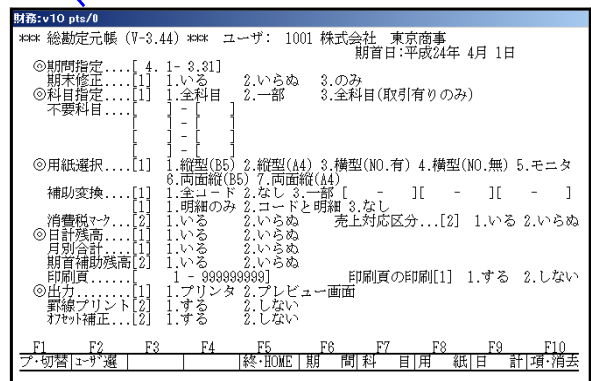 財務:v10 pts/0
*** 総勘定元帳 (V-3.44) *** ユーザ: 1001 株式会社 東京商事
期首日:平成24年 4月 1日
◎期間指定....[ 4. 1- 3.31]
期末修正....[1] 1.いる 2.いらぬ 3.のみ
◎科目指定....[1] 1.全科目 2.一部 3.全科目(取引有りのみ)
不要科目....[ ] - [ ]
[ ] - [ ]
[ ] - [ ]
[ ] - [ ]
◎用紙選択....[1] 1.縦型(B5) 2.縦型(A4) 3.横型(NO.有) 4.横型(NO.無) 5.モニタ
6.両面縦(B5) 7.両面縦(A4)
補助変換....[1] 1.全コード 2.なし 3.一部 [ - ][ - ][ - ]
[1] 1.明細のみ 2.コードと明細 3.なし
消費税マーク..[2] 1.いる 2.いらぬ 売上対応区分...[2] 1.いる 2.いらぬ
◎日計残高....[1] 1.いる 2.いらぬ
月別合計....[1] 1.いる 2.いらぬ
期首補助残高[2] 1.いる 2.いらぬ
印刷頁......[ 1 - 999999999] 印刷頁の印刷[1] 1.する 2.しない
◎出力........[1] 1.プリンタ 2.プレビュー画面
罫線プリント[2] 1.する 2.しない
オフセット補正...[2] 1.する 2.しない
F1 F2 F3 F4 F5 F6 F7 F8 F9 F10
プ・切替 ユーザ選 終・HOME 期 間 科 目 用 紙 日 計 項・消去